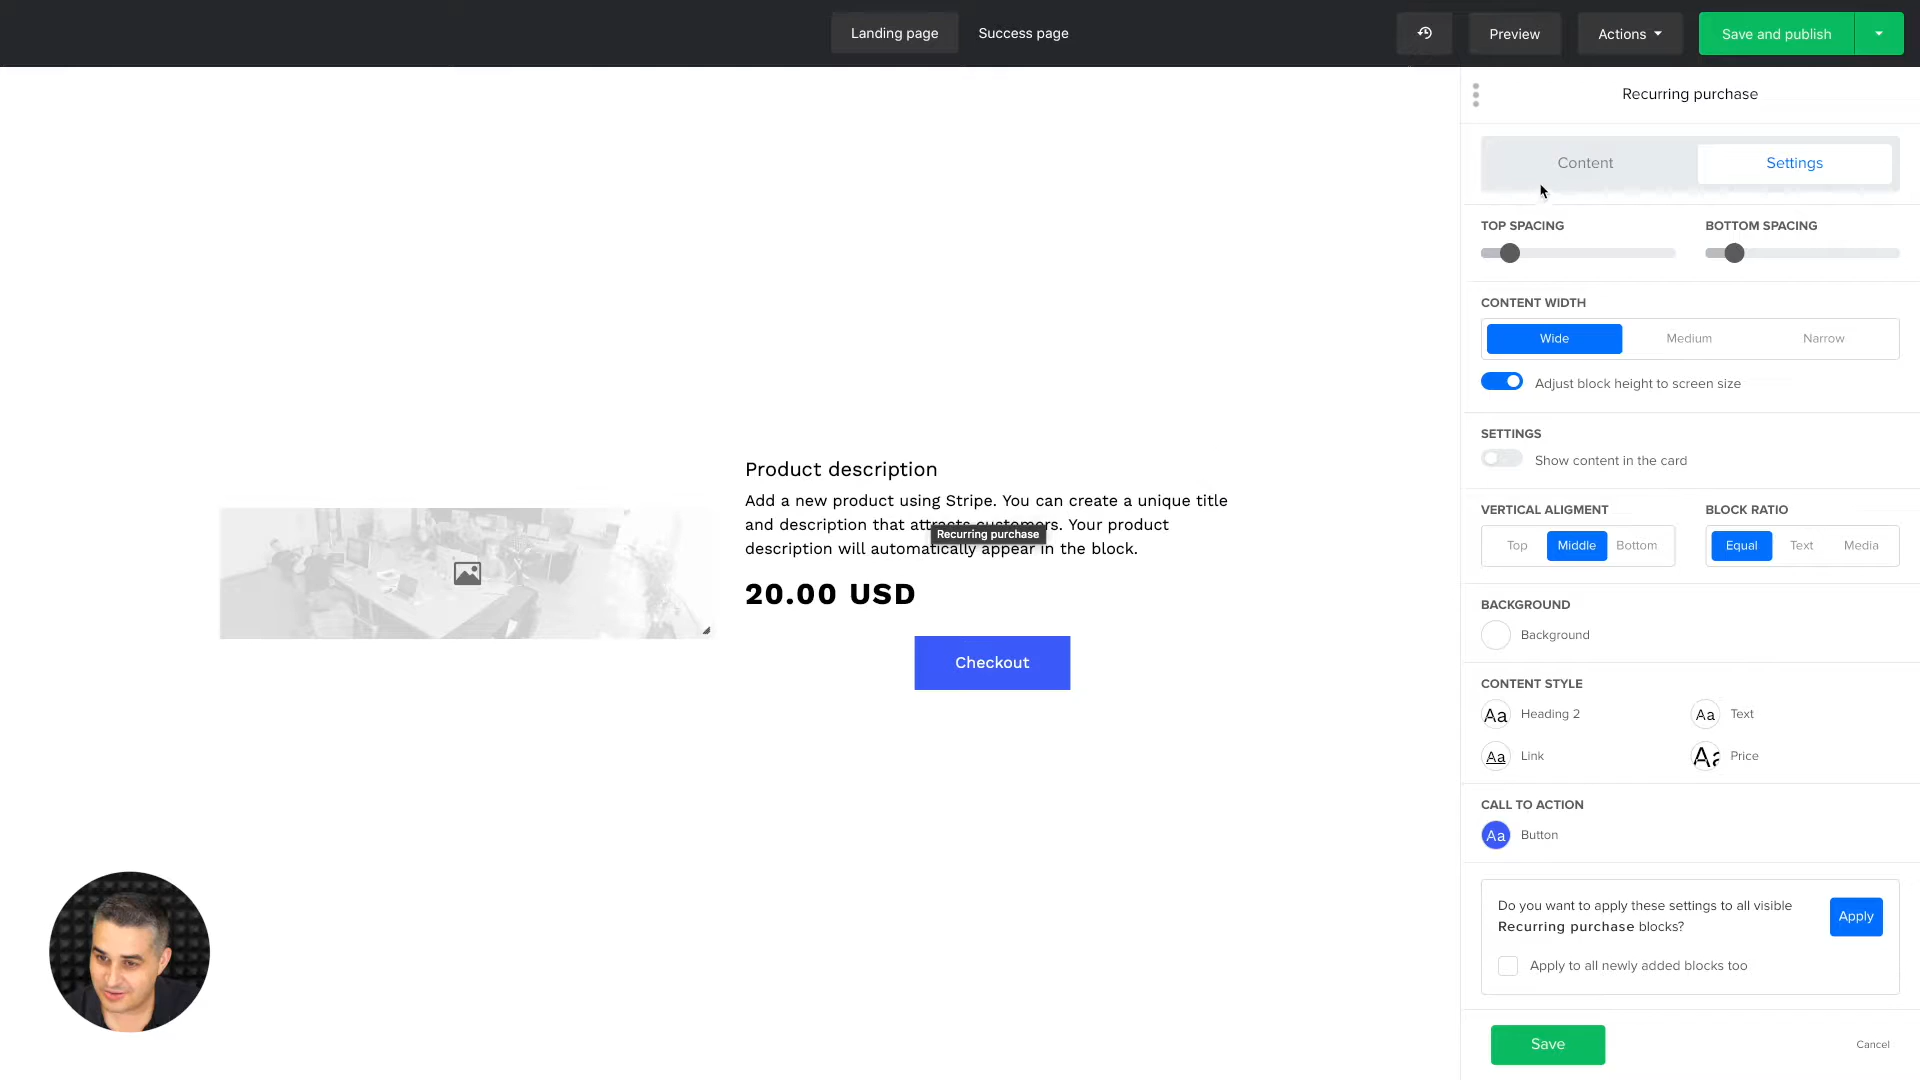 Landing page
Success page
Preview
Actions
Save and publish
Recurring purchase
Content
Settings
TOP SPACING
BOTTOM SPACING
CONTENT WIDTH
Wide
Medium
Narrow
Adjust block height to screen size
SETTINGS
Show content in the card
VERTICAL ALIGMENT
BLOCK RATIO
Top
Middle
Bottom
Equal
Text
Media
BACKGROUND
Background
CONTENT STYLE
Aa Heading 2
Aa Text
Aa Link
Aa Price
CALL TO ACTION
Aa Button
Do you want to apply these settings to all visible
Recurring purchase blocks?
Apply
Apply to all newly added blocks too
Save
Cancel
Product description
Add a new product using Stripe. You can create a unique title
and description that attracts customers. Your product
Recurring purchase
description will automatically appear in the block.
20.00 USD
Checkout